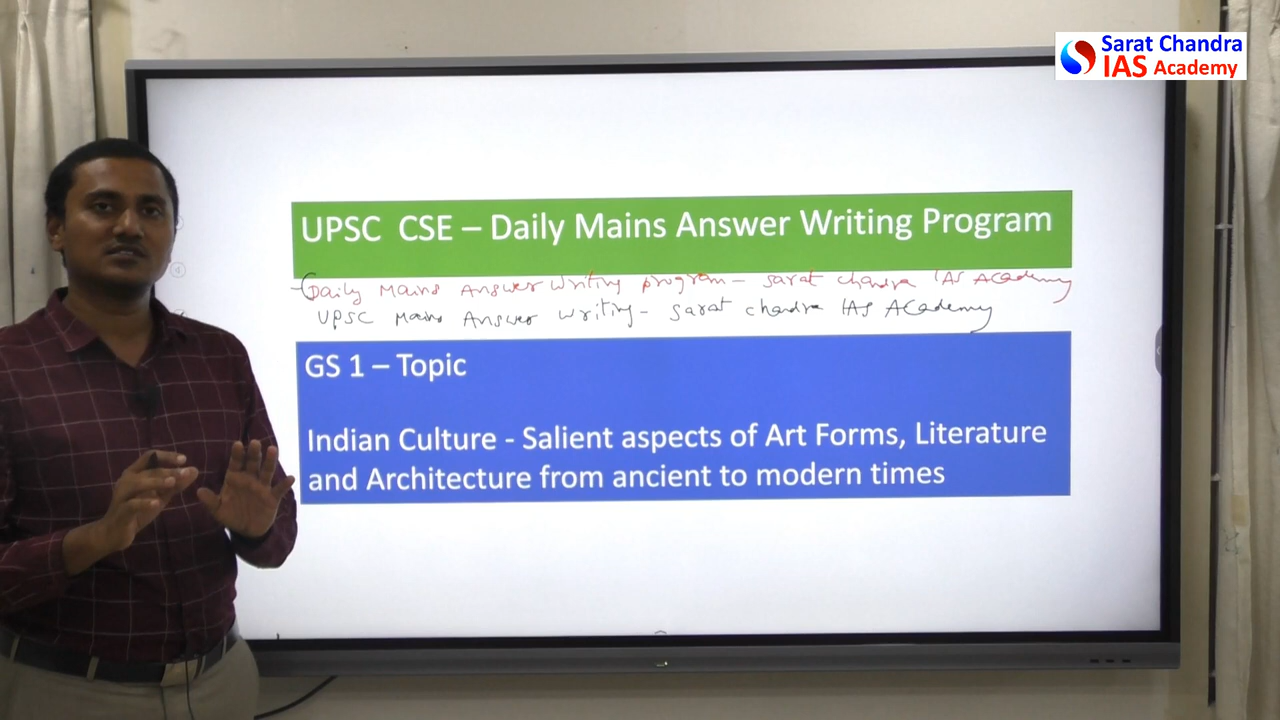 Sarat Chandra
IAS Academy
UPSC CSE – Daily Mains Answer Writing Program
Daily Mains Answer Writing program – Sarat Chandra IAS Academy
UPSC Mains Answer Writing – Sarat Chandra IAS Academy
GS 1 – Topic
Indian Culture - Salient aspects of Art Forms, Literature
and Architecture from ancient to modern times